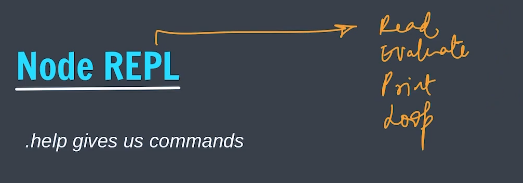 Node REPL
Read
Evaluate
Print
Loop
.help gives us commands